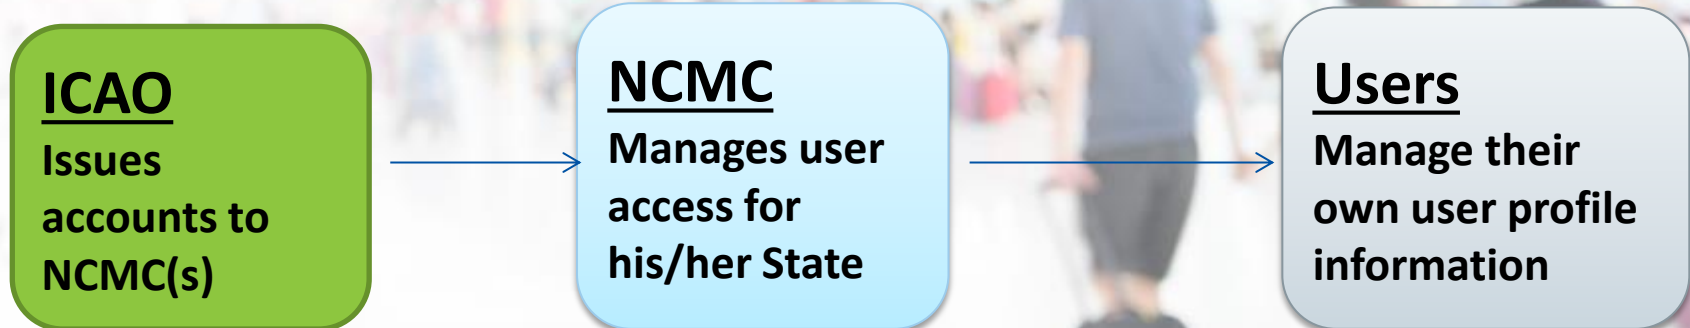 ICAO
Issues
accounts to
NCMC(s)
NCMC
Manages user
access for
his/her State
Users
Manage their
own user profile
information